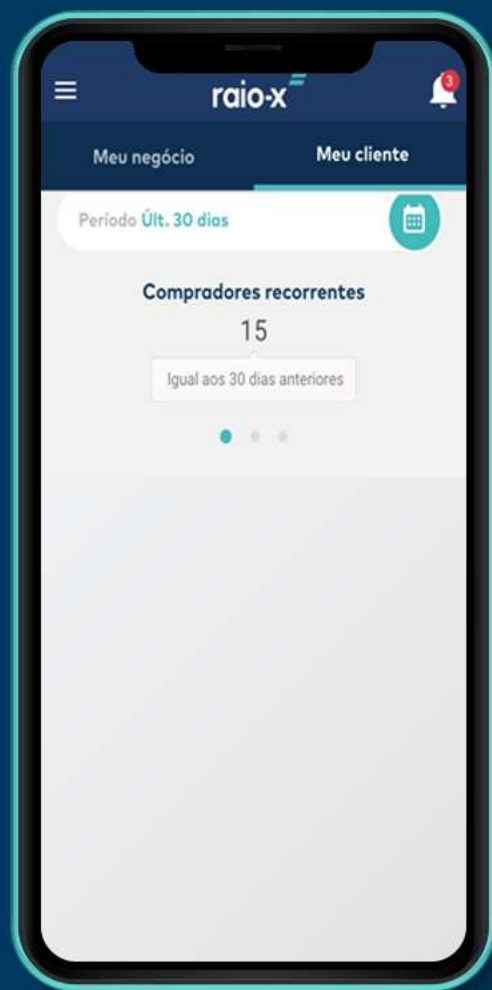 raio-x
3
Meu negócio
Meu cliente
Período Últ. 30 dias
Compradores recorrentes
15
Igual aos 30 dias anteriores